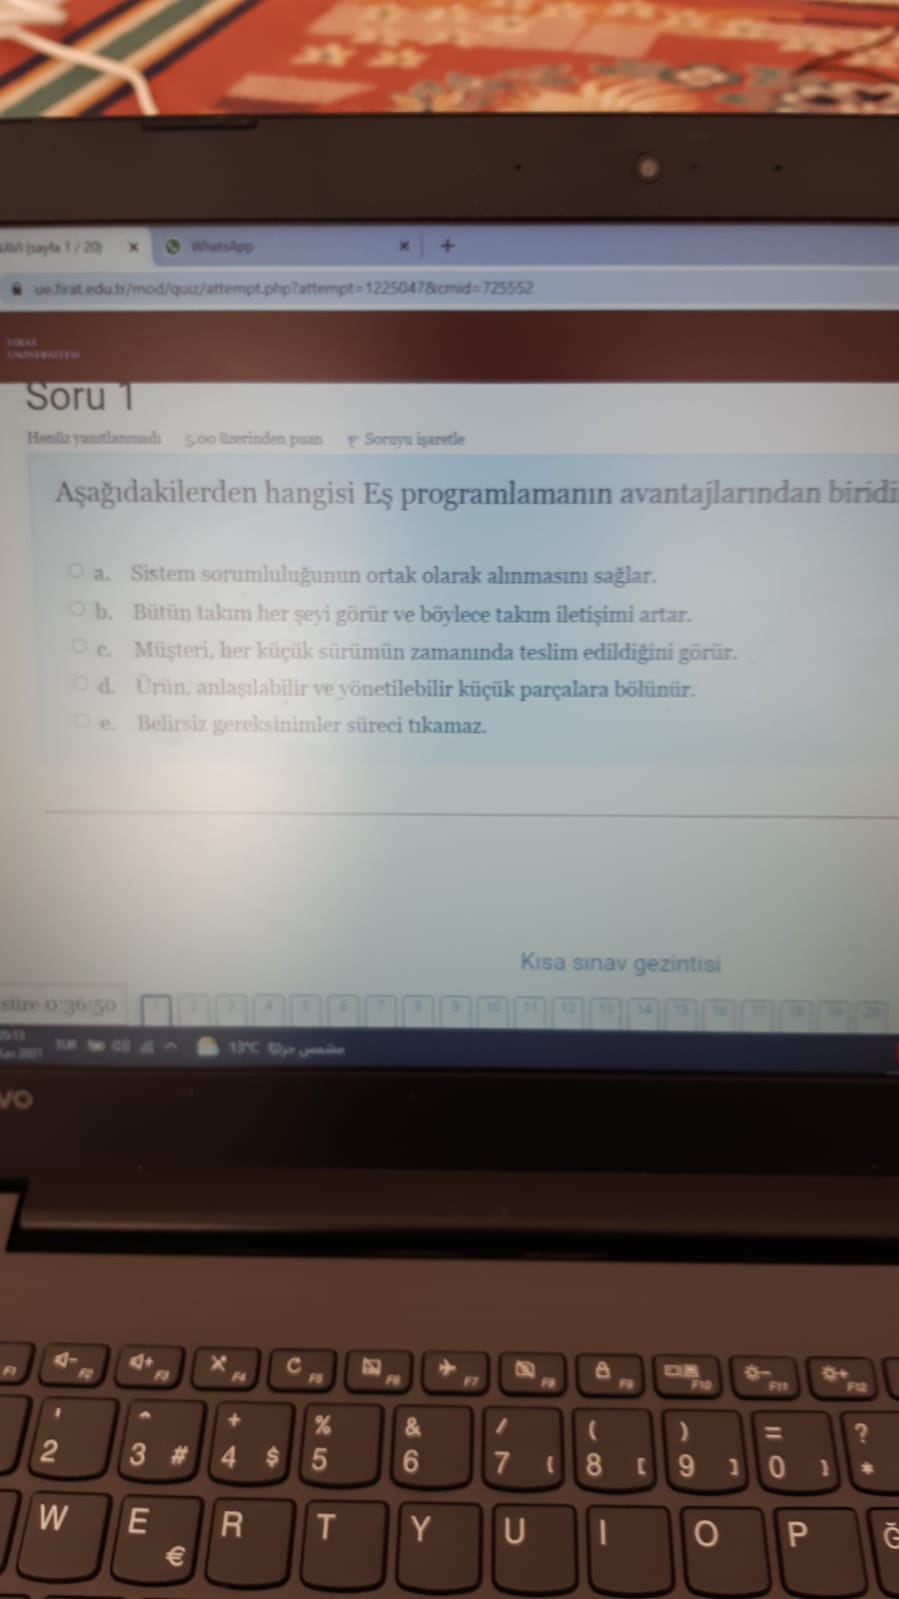 (sayfa 1 / 20) × WhatsApp × +
ue.firat.edu.tr/mod/quiz/attempt.php?attempt=1225047&cmid=725552
FIRAT
ÜNİVERSİTESİ
Soru 1
Henüz yanıtlanmadı 5.00 üzerinden puan Soruyu işaretle
Aşağıdakilerden hangisi Eş programlamanın avantajlarından biridi
a. Sistem sorumluluğunun ortak olarak alınmasını sağlar.
b. Bütün takım her şeyi görür ve böylece takım iletişimi artar.
c. Müşteri, her küçük sürümün zamanında teslim edildiğini görür.
d. Ürün, anlaşılabilir ve yönetilebilir küçük parçalara bölünür.
e. Belirsiz gereksinimler süreci tıkamaz.
Kısa sınav gezintisi
süre 0:36:50 1 2 3 4 5 6 7 8 9 10 11 12 13 14 15 16 17 18 19 20
TUR 13°C مشمس جزئيًا
2021
VO
F1 F2 F3 F4 F5 F6 F7 F8 F9 F10 F11 F12
' ^ + % & / ( ) = ?
2 3 # 4 $ 5 6 7 { 8 [ 9 ] 0 } *
W E R T Y U I O P Ğ
€